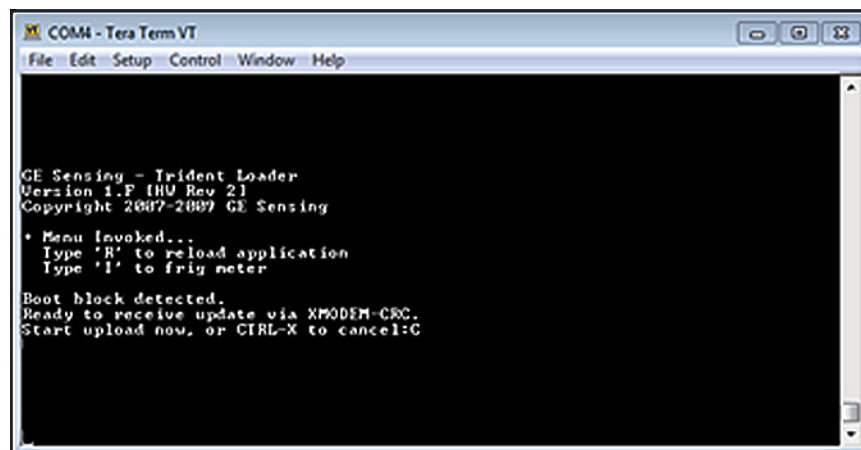 COM4 - Tera Term VT
File Edit Setup Control Window Help
GE Sensing - Trident Loader
Version 1.F [HW Rev 2]
Copyright 2007-2009 GE Sensing
* Menu Invoked...
Type 'R' to reload application
Type 'I' to frig meter
Boot block detected.
Ready to receive update via XMODEM-CRC.
Start upload now, or CTRL-X to cancel:C